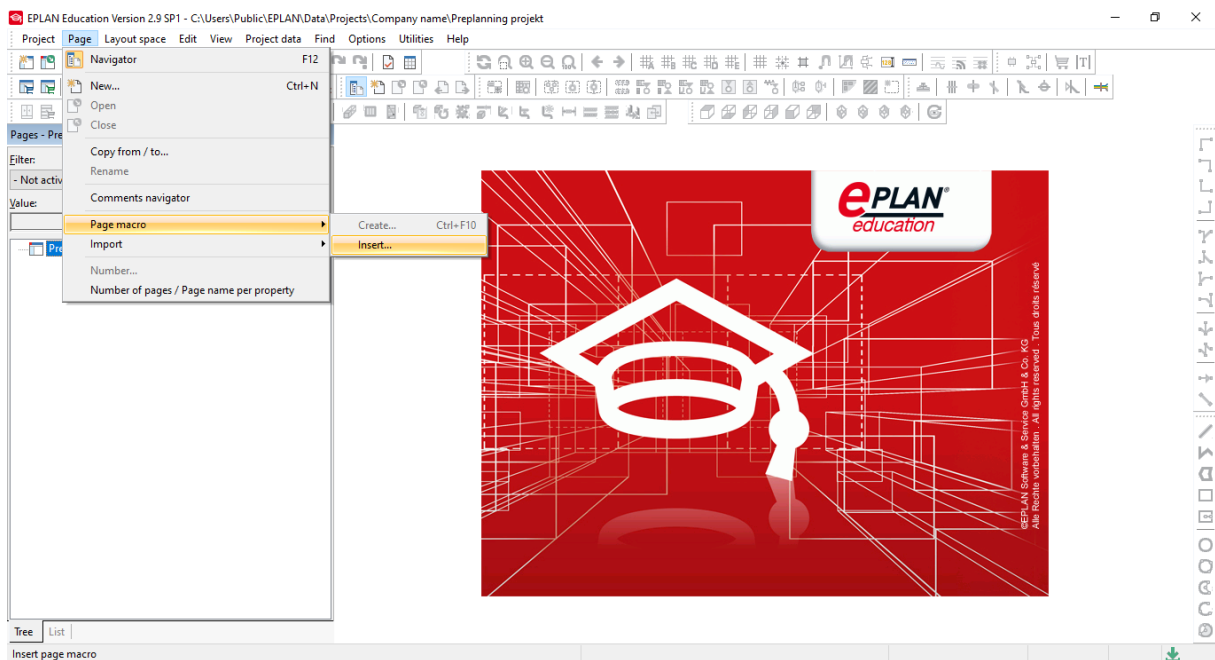 EPLAN Education Version 2.9 SP1 - C:\Users\Public\EPLAN\Data\Projects\Company name\Preplanning projekt
Project Page Layout space Edit View Project data Find Options Utilities Help
Navigator F12
New... Ctrl+N
Open
Close
Copy from / to...
Rename
Comments navigator
Page macro
Import
Number...
Number of pages / Page name per property
Create... Ctrl+F10
Insert...
Pages - Pre
Filter:
- Not activ
Value:
Pre
ePLAN®
education
©EPLAN Software & Service GmbH & Co. KG
Alle Rechte vorbehalten . All rights reserved . Tous droits réservé
Tree List
Insert page macro